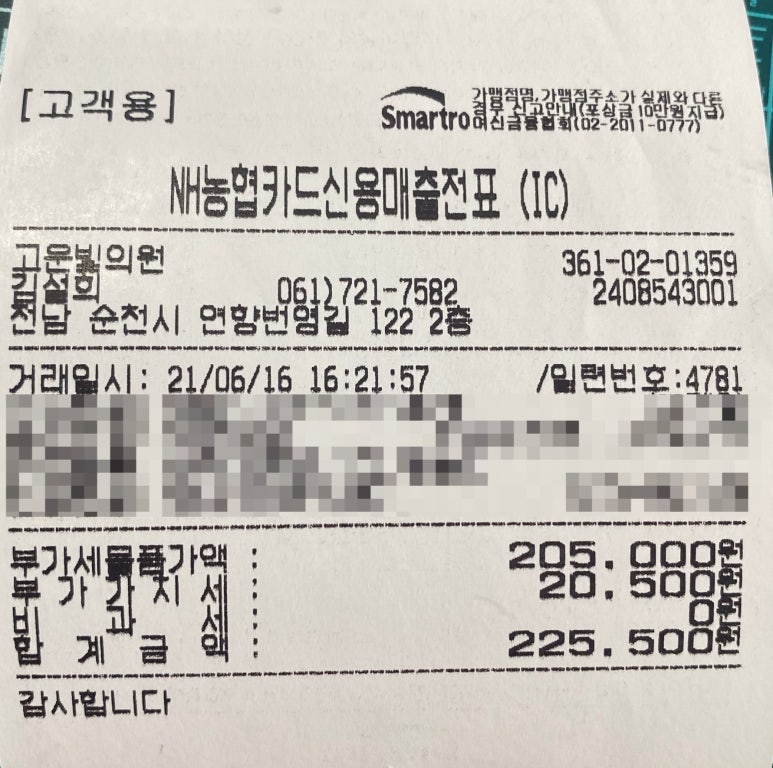 [고객용]
Smartro
가맹점명,가맹점주소가 실제와 다른
경우 신고안내(포상금 10만원지급)
여신금융협회(02-2011-0777)
NH농협카드신용매출전표 (IC)
고운빛의원 361-02-01359
김설희 061)721-7582 2408543001
전남 순천시 연향번영길 122 2층
거래일시: 21/06/16 16:21:57 /일련번호:4781
부가세물품가액 : 205.000원
부 가 가 치 세 : 20.500원
비 과 세 : 0원
합 계 금 액 : 225.500원
감사합니다